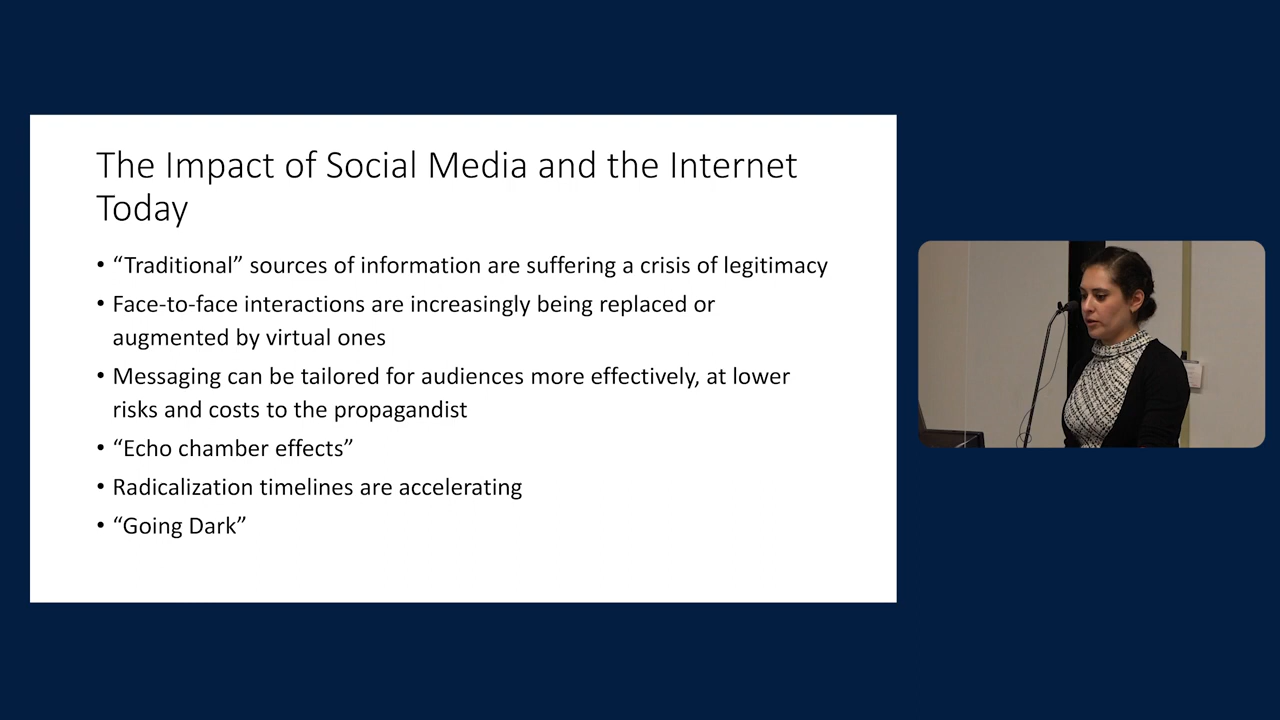 The Impact of Social Media and the Internet
Today
• “Traditional” sources of information are suffering a crisis of legitimacy
• Face-to-face interactions are increasingly being replaced or
augmented by virtual ones
• Messaging can be tailored for audiences more effectively, at lower
risks and costs to the propagandist
• “Echo chamber effects”
• Radicalization timelines are accelerating
• “Going Dark”